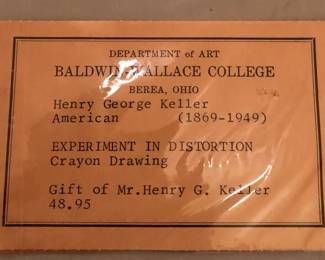 DEPARTMENT of ART
BALDWIN-WALLACE COLLEGE
BEREA, OHIO
Henry George Keller
American (1869-1949)
EXPERIMENT IN DISTORTION
Crayon Drawing
Gift of Mr.Henry G. Keller
48.95